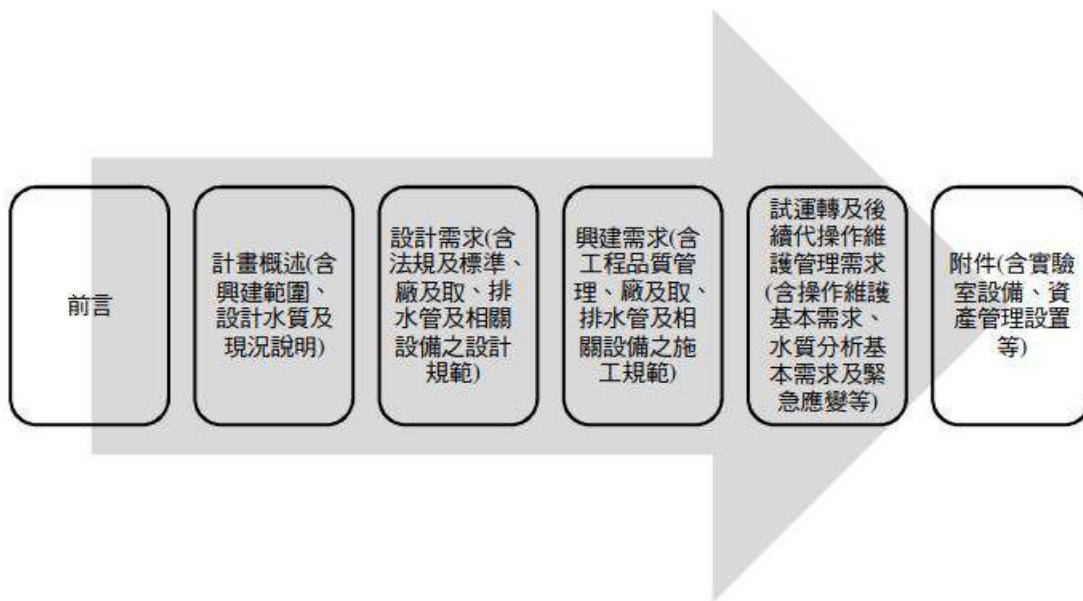 前言
計畫概述(含
興建範圍、
設計水質及
現況說明)
設計需求(含
法規及標準、
廠及取、排
水管及相關
設備之設計
規範)
興建需求(含
工程品質管
理、廠及取、
排水管及相
關設備之施
工規範)
試運轉及後
續代操作維
護管理需求
(含操作維護
基本需求、
水質分析基
本需求及緊
急應變等)
附件(含實驗
室設備、資
產管理設置
等)